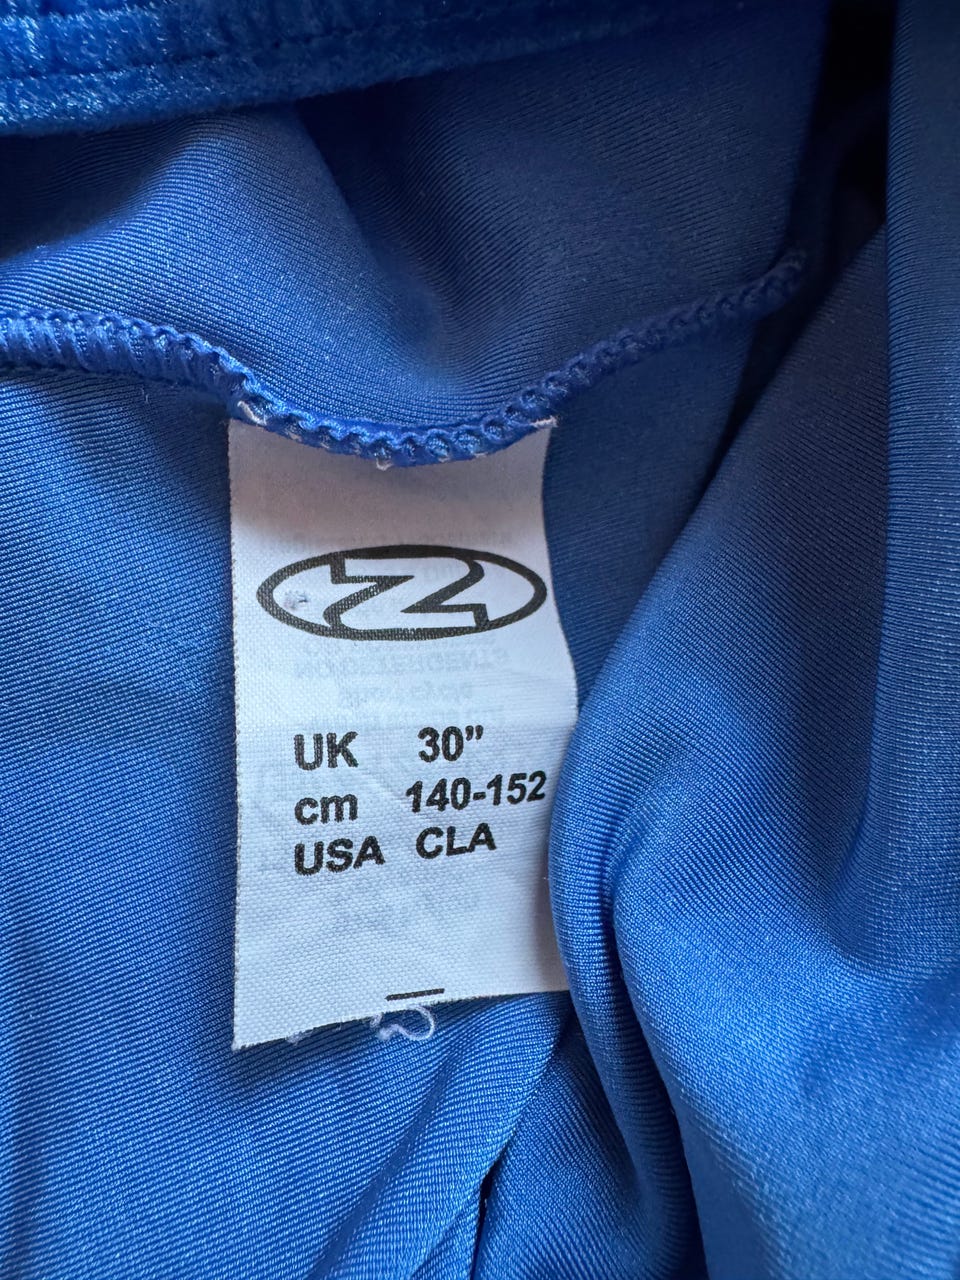 Z
UK 30”
cm 140-152
USA CLA